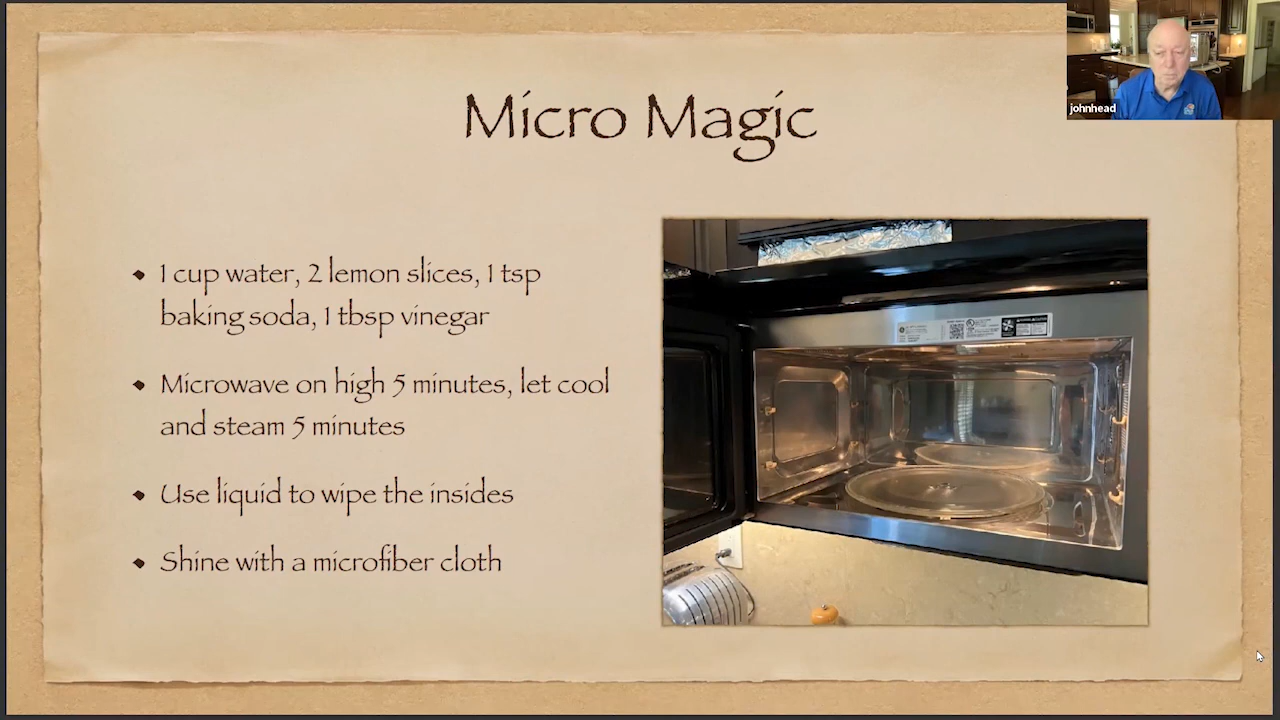 johnhead
Micro Magic
1 cup water, 2 lemon slices, 1 tsp
baking soda, 1 tbsp vinegar
Microwave on high 5 minutes, let cool
and steam 5 minutes
Use liquid to wipe the insides
Shine with a microfiber cloth